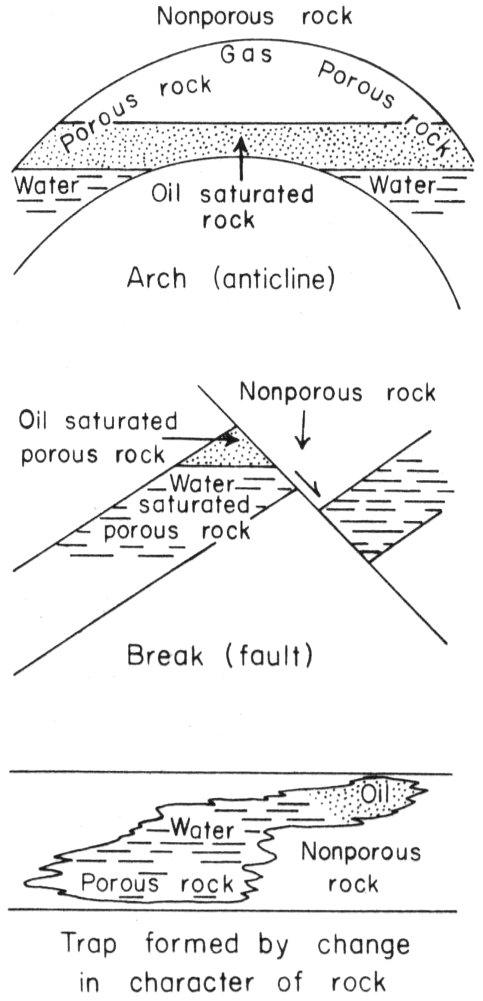 Nonporous rock
Gas
Porous rock
Porous rock
Water
Water
Oil saturated
rock
Arch (anticline)
Nonporous rock
Oil saturated
porous rock
Water
saturated
porous rock
Break (fault)
Oil
Water
Nonporous
rock
Porous rock
Trap formed by change
in character of rock